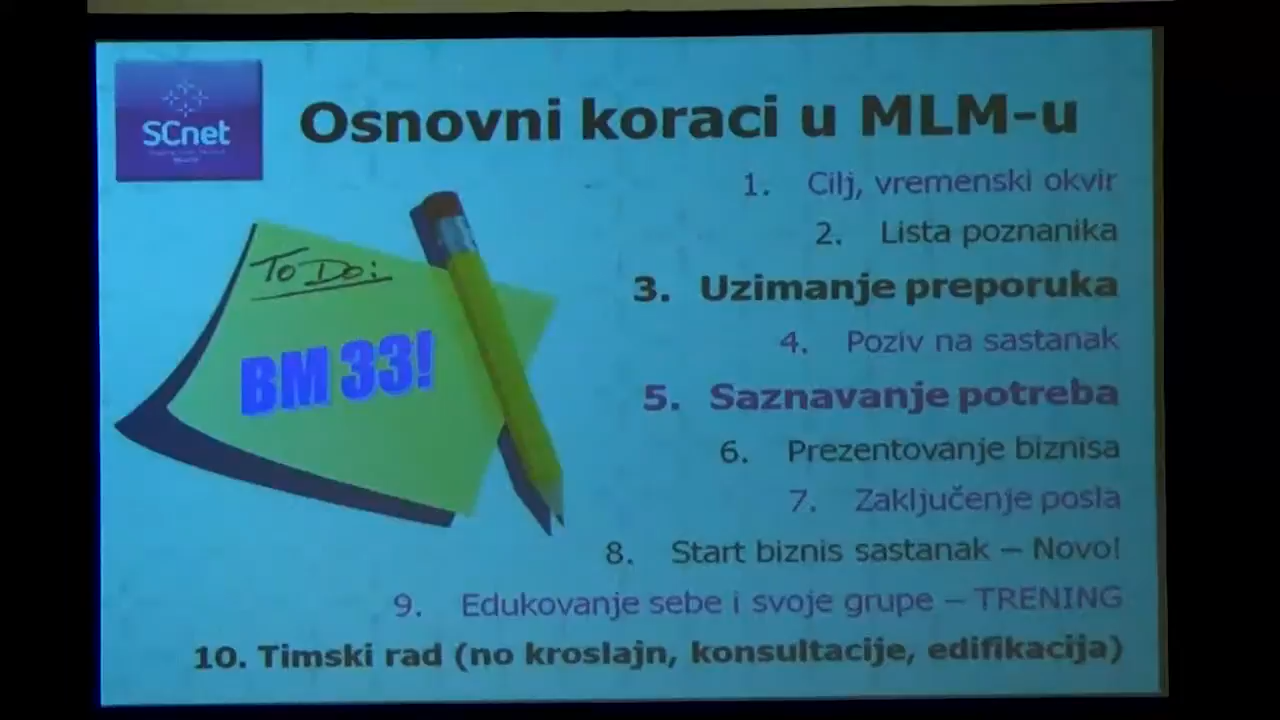 SCnet
Osnovni koraci u MLM-u
1. Cilj, vremenski okvir
2. Lista poznanika
3. Uzimanje preporuka
4. Poziv na sastanak
5. Saznavanje potreba
6. Prezentovanje biznisa
7. Zaključenje posla
8. Start biznis sastanak – Novo!
9. Edukovanje sebe i svoje grupe – TRENING
10. Timski rad (no kroslajn, konsultacije, edifikacija)
To Do:
BM 33!